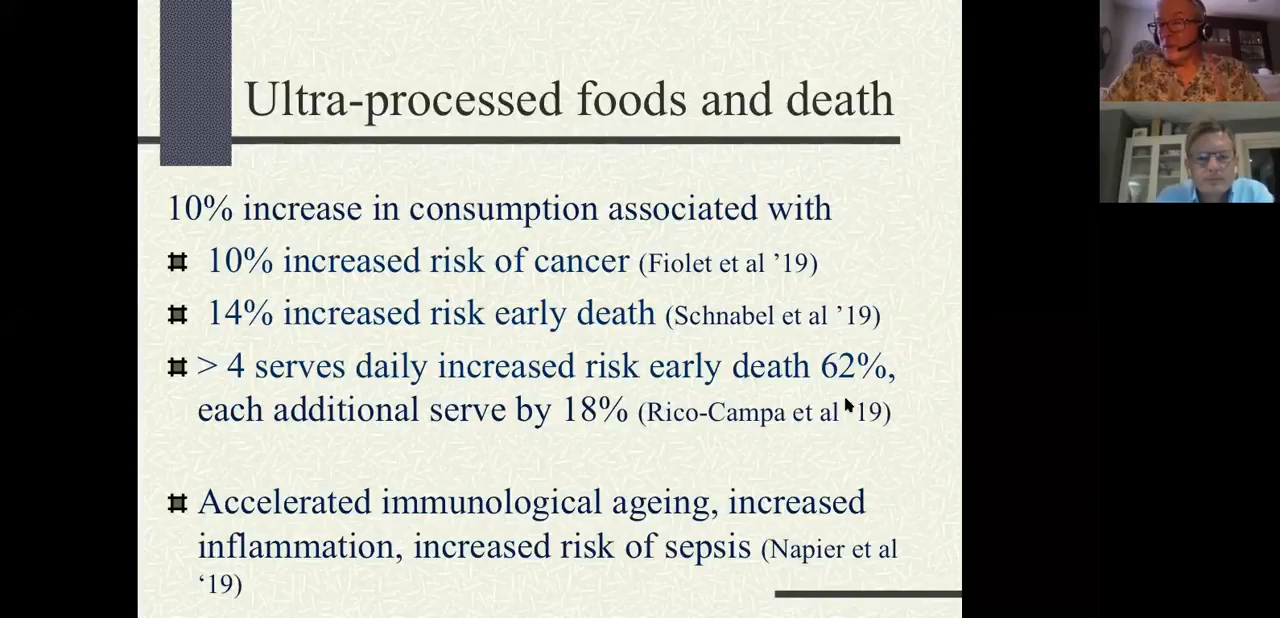 Ultra-processed foods and death
10% increase in consumption associated with
10% increased risk of cancer (Fiolet et al ’19)
14% increased risk early death (Schnabel et al ’19)
> 4 serves daily increased risk early death 62%,
each additional serve by 18% (Rico-Campa et al ’19)
Accelerated immunological ageing, increased
inflammation, increased risk of sepsis (Napier et al
‘19)